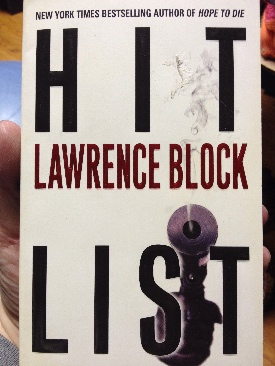 NEW YORK TIMES BESTSELLING AUTHOR OF HOPE TO DIE
HIT
LAWRENCE BLOCK
LIST